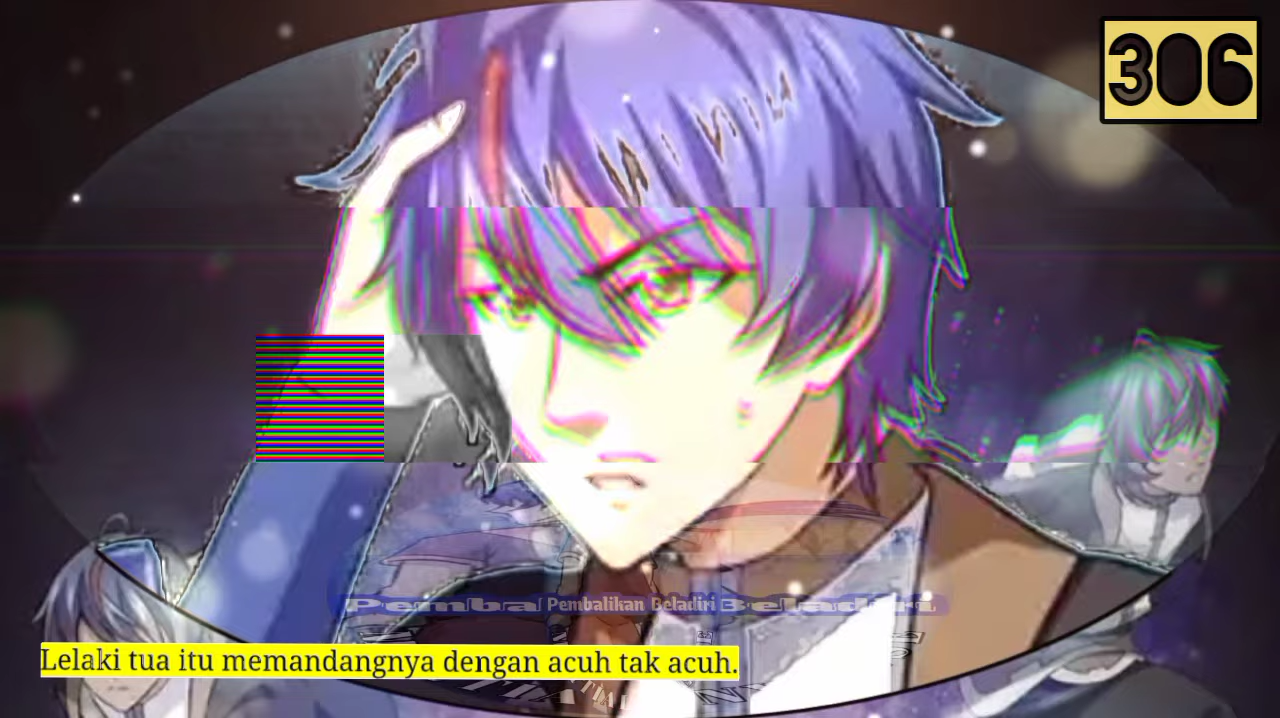 306
Pembalikan Beladiri
Lelaki tua itu memandangnya dengan acuh tak acuh.